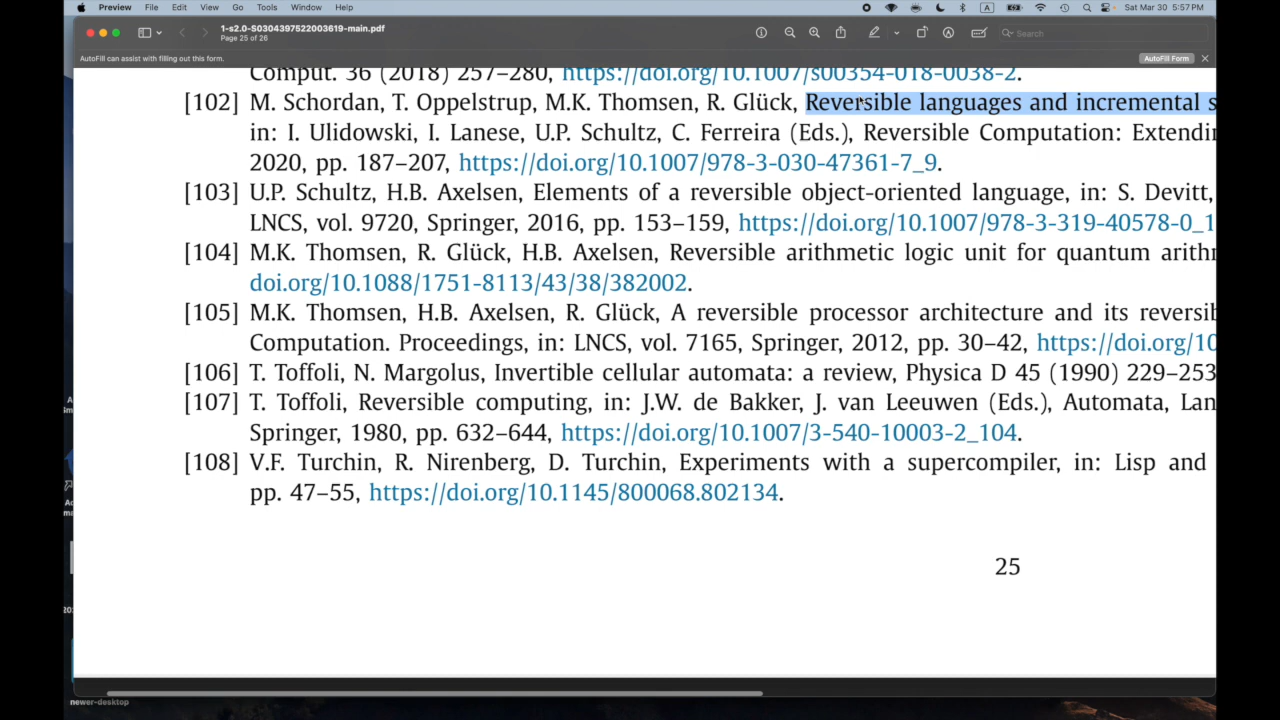 Preview File Edit View Go Tools Window Help A Sat Mar 30 5:57 PM
1-s2.0-S0304397522003619-main.pdf
Page 25 of 26
Search
AutoFill can assist with filling out this form.
AutoFill Form
Comput. 36 (2018) 257–280, https://doi.org/10.1007/s00354-018-0038-2.
[102] M. Schordan, T. Oppelstrup, M.K. Thomsen, R. Glück, Reversible languages and incremental s
in: I. Ulidowski, I. Lanese, U.P. Schultz, C. Ferreira (Eds.), Reversible Computation: Extendin
2020, pp. 187–207, https://doi.org/10.1007/978-3-030-47361-7_9.
[103] U.P. Schultz, H.B. Axelsen, Elements of a reversible object-oriented language, in: S. Devitt,
LNCS, vol. 9720, Springer, 2016, pp. 153–159, https://doi.org/10.1007/978-3-319-40578-0_1
[104] M.K. Thomsen, R. Glück, H.B. Axelsen, Reversible arithmetic logic unit for quantum arithm
doi.org/10.1088/1751-8113/43/38/382002.
[105] M.K. Thomsen, H.B. Axelsen, R. Glück, A reversible processor architecture and its reversib
Computation. Proceedings, in: LNCS, vol. 7165, Springer, 2012, pp. 30–42, https://doi.org/10
[106] T. Toffoli, N. Margolus, Invertible cellular automata: a review, Physica D 45 (1990) 229–253
[107] T. Toffoli, Reversible computing, in: J.W. de Bakker, J. van Leeuwen (Eds.), Automata, Lan
Springer, 1980, pp. 632–644, https://doi.org/10.1007/3-540-10003-2_104.
[108] V.F. Turchin, R. Nirenberg, D. Turchin, Experiments with a supercompiler, in: Lisp and
pp. 47–55, https://doi.org/10.1145/800068.802134.
25
newer-desktop